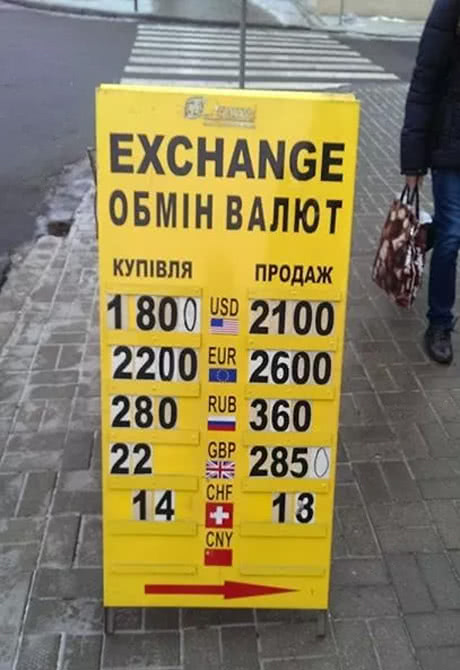 EXCHANGE
ОБМІН ВАЛЮТ
КУПІВЛЯ ПРОДАЖ
1800 USD 2100
2200 EUR 2600
280 RUB 360
22 GBP 2850
14 CHF 18
CNY